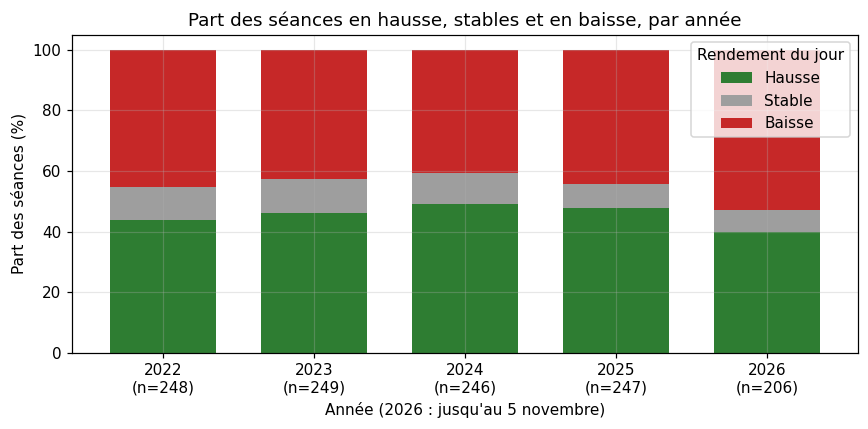 Part des séances en hausse, stables et en baisse, par année
Part des séances (%)
100
80
60
40
20
0
Rendement du jour
Hausse
Stable
Baisse
2022
(n=248)
2023
(n=249)
2024
(n=246)
2025
(n=247)
2026
(n=206)
Année (2026 : jusqu'au 5 novembre)